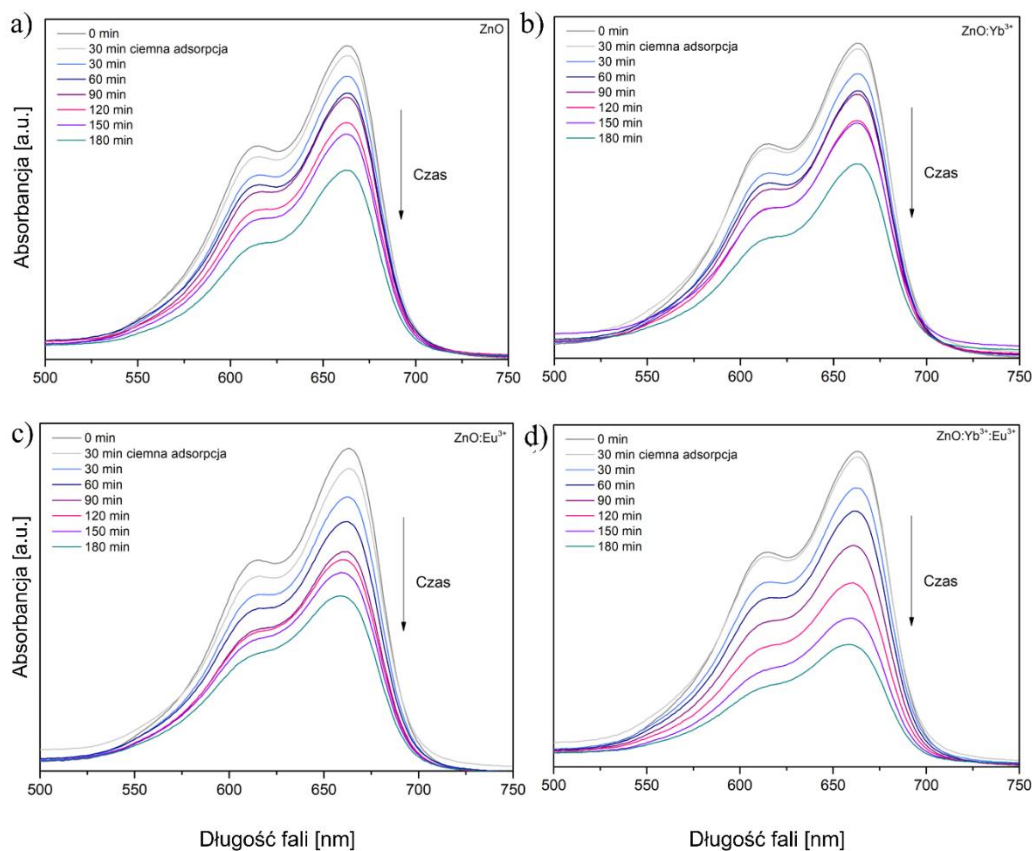 a)
ZnO
0 min
30 min ciemna adsorpcja
30 min
60 min
90 min
120 min
150 min
180 min
Czas
Absorbancja [a.u.]
500 550 600 650 700 750
b)
ZnO:Yb³⁺
0 min
30 min ciemna adsorpcja
30 min
60 min
90 min
120 min
150 min
180 min
Czas
500 550 600 650 700 750
c)
ZnO:Eu³⁺
0 min
30 min ciemna adsorpcja
30 min
60 min
90 min
120 min
150 min
180 min
Czas
Absorbancja [a.u.]
500 550 600 650 700 750
Długość fali [nm]
d)
ZnO:Yb³⁺:Eu³⁺
0 min
30 min ciemna adsorpcja
30 min
60 min
90 min
120 min
150 min
180 min
Czas
500 550 600 650 700 750
Długość fali [nm]